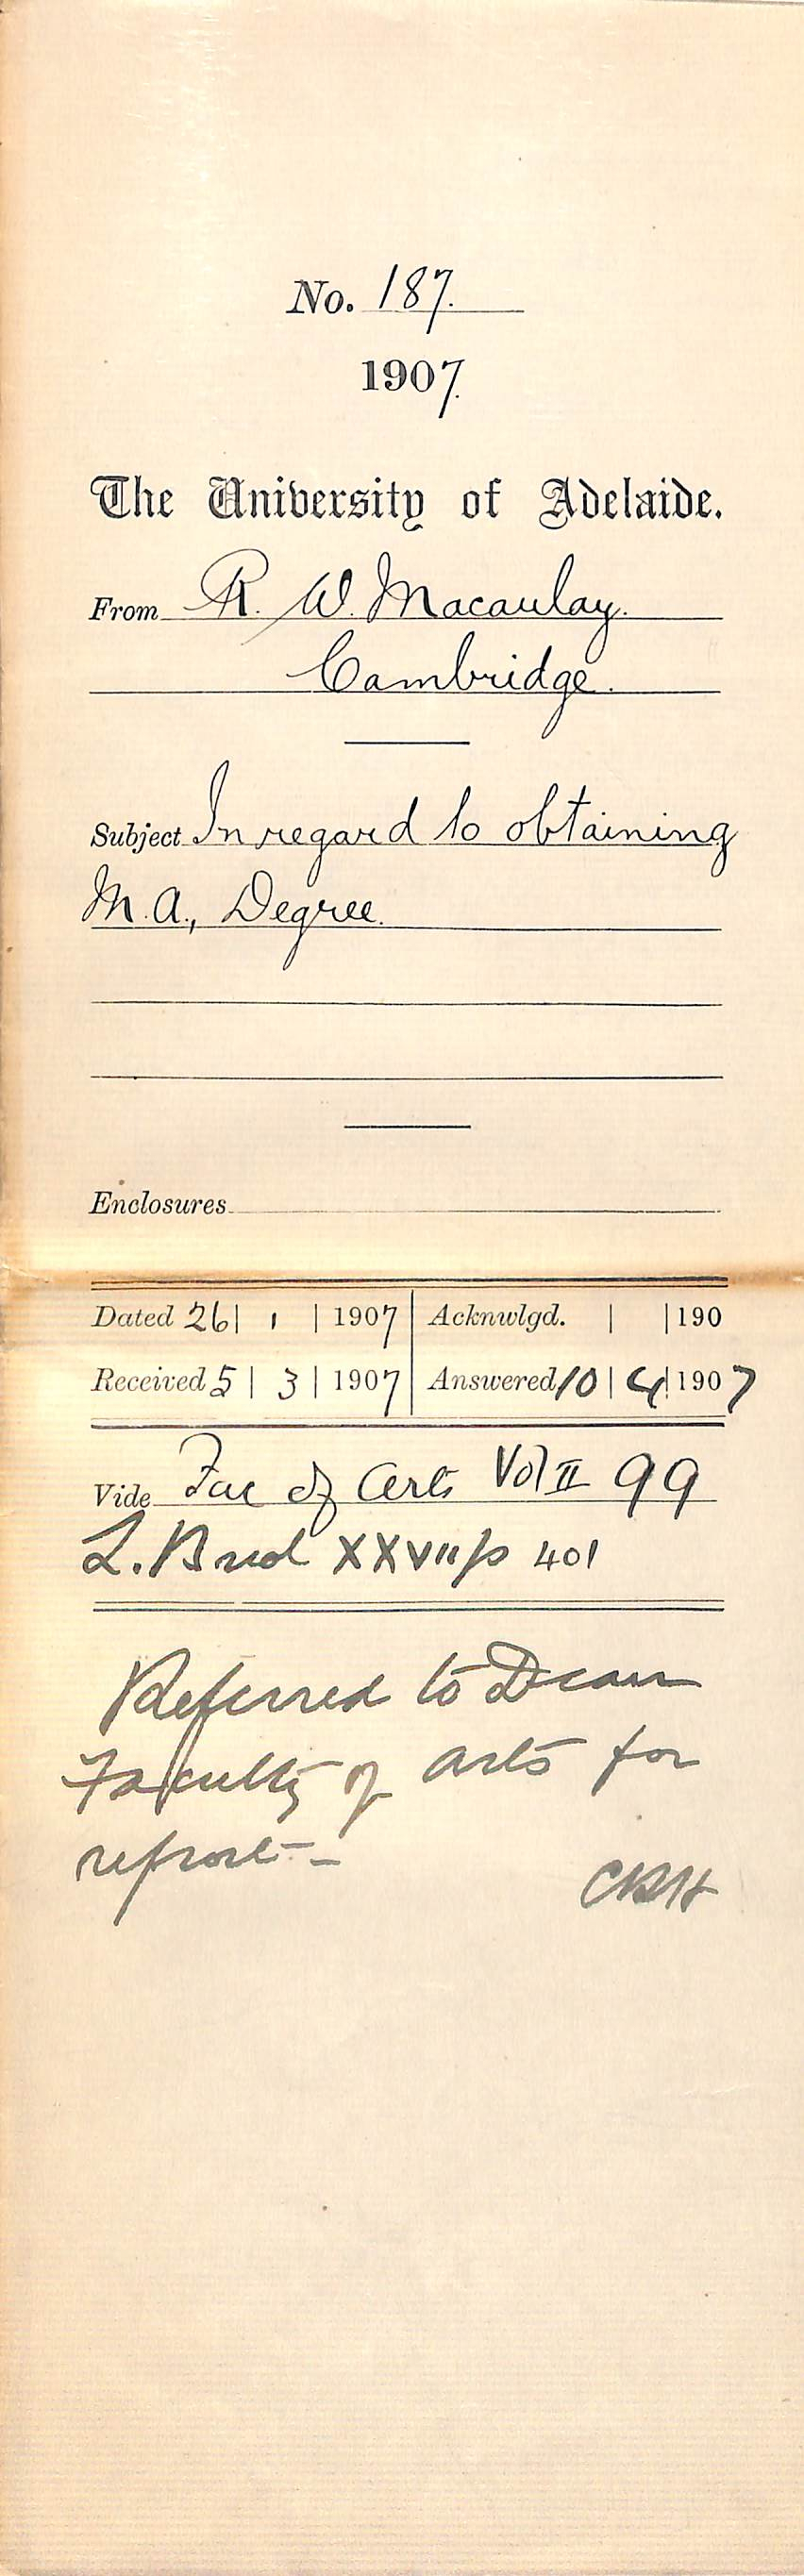 No. 187.
1907.
The University of Adelaide.
From R. W. Macaulay.
Cambridge.
Subject In regard to obtaining
M.A., Degree.
Enclosures
Dated 26 | 1 | 1907 | Acknwlgd. | | 190
Received 5 | 3 | 1907 | Answered 10 | 4 | 1907
Vide Fac of Arts Vol II 99
XXVII p 401
Referred to Dean
Faculty of Arts for
report